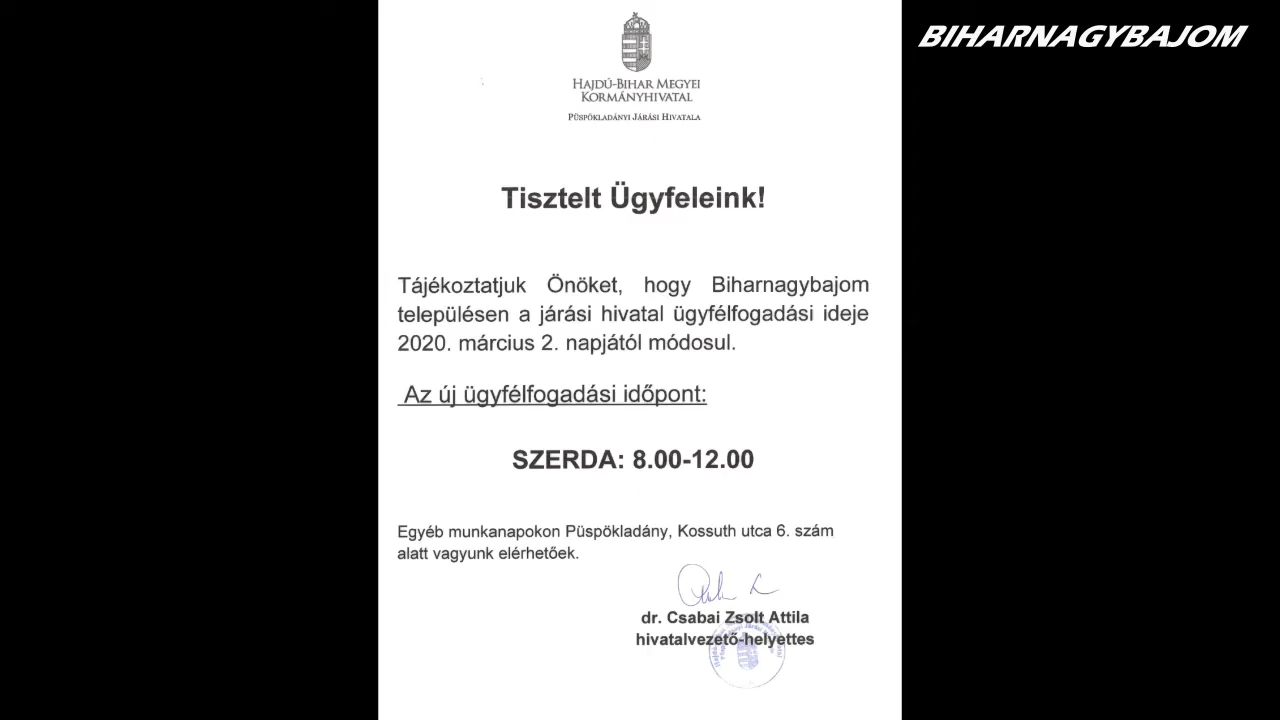 BIHARNAGYBAJOM
HAJDÚ-BIHAR MEGYEI
KORMÁNYHIVATAL
PÜSPÖKLADÁNYI JÁRÁSI HIVATALA
Tisztelt Ügyfeleink!
Tájékoztatjuk Önöket, hogy Biharnagybajom
településen a járási hivatal ügyfélfogadási ideje
2020. március 2. napjától módosul.
Az új ügyfélfogadási időpont:
SZERDA: 8.00-12.00
Egyéb munkanapokon Püspökladány, Kossuth utca 6. szám
alatt vagyunk elérhetőek.
dr. Csabai Zsolt Attila
hivatalvezető-helyettes